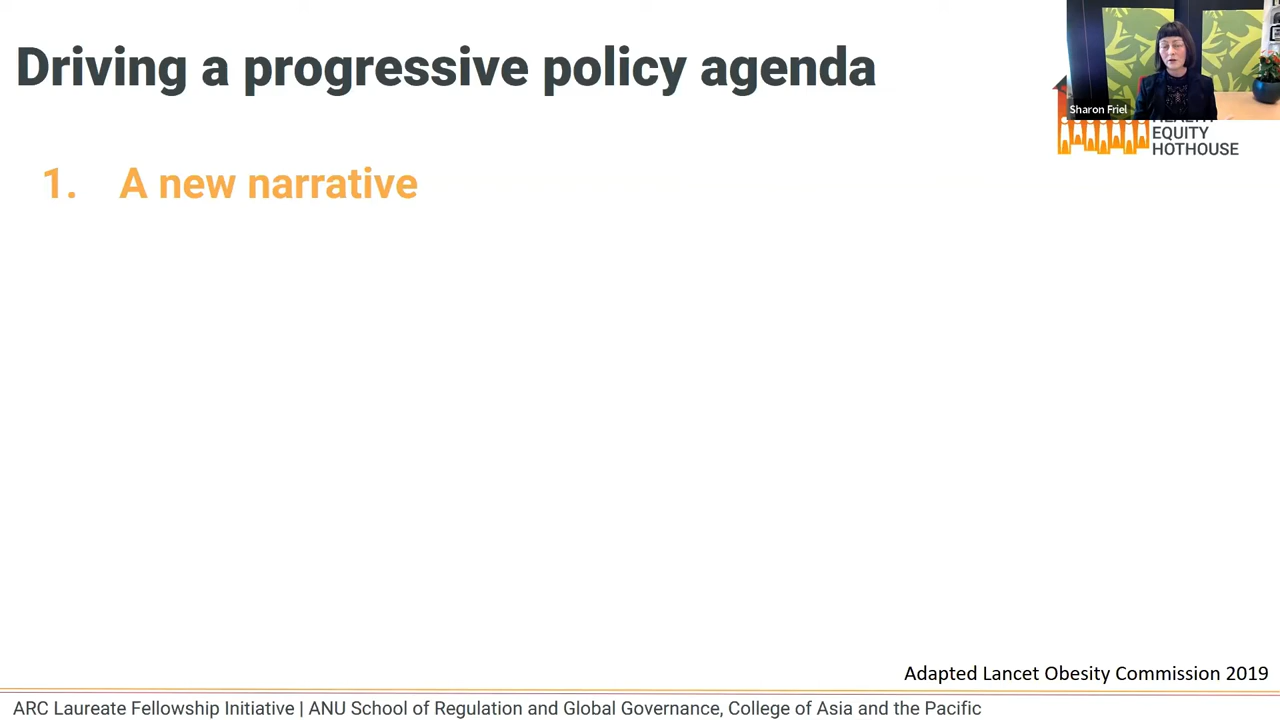 Driving a progressive policy agenda
Sharon Friel
EQUITY
HOTHOUSE
1. A new narrative
Adapted Lancet Obesity Commission 2019
ARC Laureate Fellowship Initiative | ANU School of Regulation and Global Governance, College of Asia and the Pacific